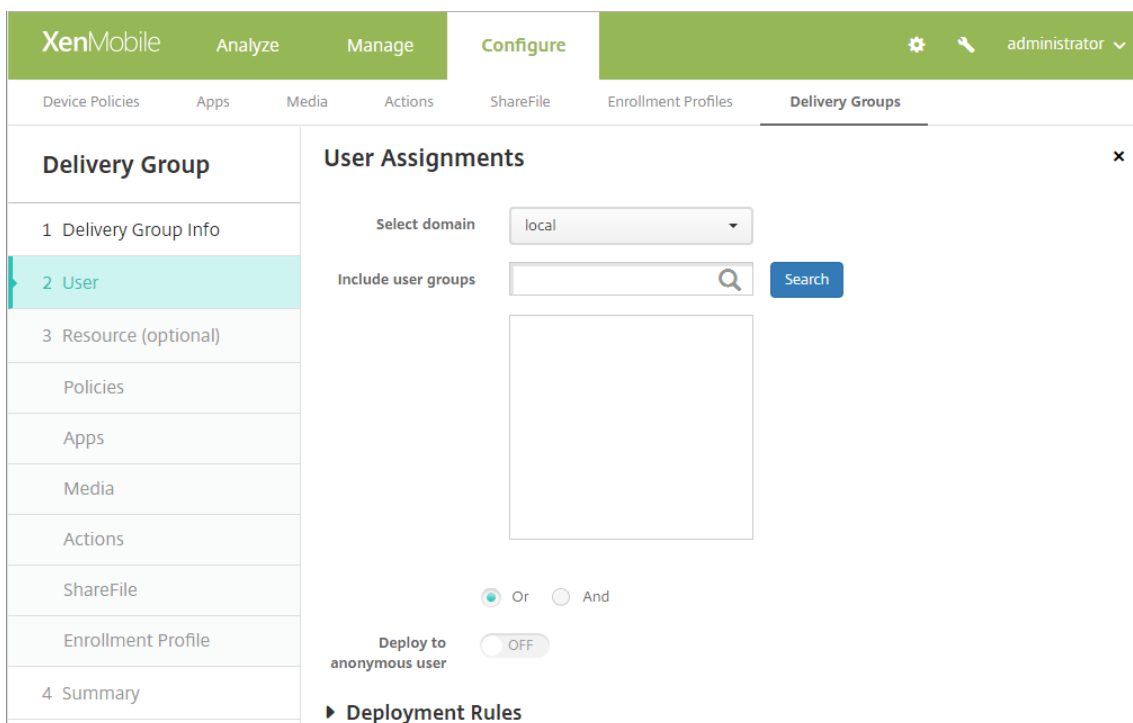 XenMobile Analyze Manage Configure administrator
Device Policies Apps Media Actions ShareFile Enrollment Profiles Delivery Groups
Delivery Group
1 Delivery Group Info
2 User
3 Resource (optional)
Policies
Apps
Media
Actions
ShareFile
Enrollment Profile
4 Summary
User Assignments
Select domain local
Include user groups Search
Or And
Deploy to
anonymous user OFF
Deployment Rules